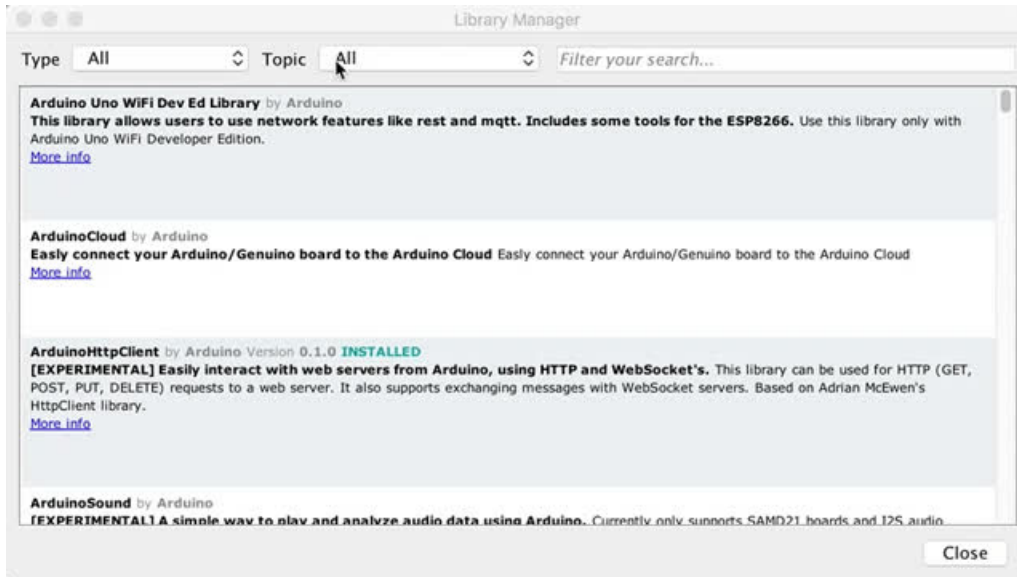 Library Manager
Type All Topic All Filter your search...
Arduino Uno WiFi Dev Ed Library by Arduino
This library allows users to use network features like rest and mqtt. Includes some tools for the ESP8266. Use this library only with
Arduino Uno WiFi Developer Edition.
More info
ArduinoCloud by Arduino
Easly connect your Arduino/Genuino board to the Arduino Cloud Easly connect your Arduino/Genuino board to the Arduino Cloud
More info
ArduinoHttpClient by Arduino Version 0.1.0 INSTALLED
[EXPERIMENTAL] Easily interact with web servers from Arduino, using HTTP and WebSocket's. This library can be used for HTTP (GET,
POST, PUT, DELETE) requests to a web server. It also supports exchanging messages with WebSocket servers. Based on Adrian McEwen's
HttpClient library.
More info
ArduinoSound by Arduino
[EXPERIMENTAL] A simple way to play and analyze audio data using Arduino. Currently only supports SAMD21 boards and I2S audio
Close